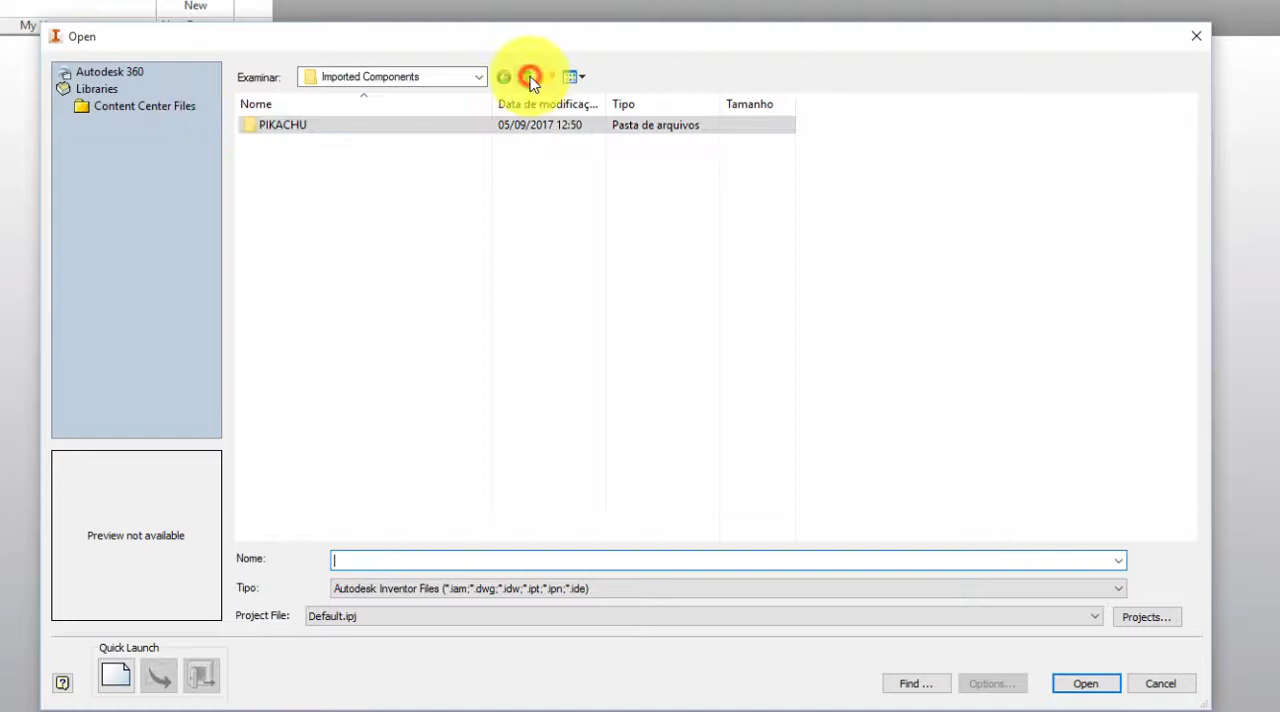 New
My
Open
Autodesk 360
Libraries
Content Center Files
Examinar:
Imported Components
Nome
Data de modificaç...
Tipo
Tamanho
PIKACHU
05/09/2017 12:50
Pasta de arquivos
Preview not available
Nome:
Tipo:
Autodesk Inventor Files (*.iam;*.dwg;*.idw;*.ipt;*.ipn;*.ide)
Project File:
Default.ipj
Projects...
Quick Launch
Find ...
Options...
Open
Cancel